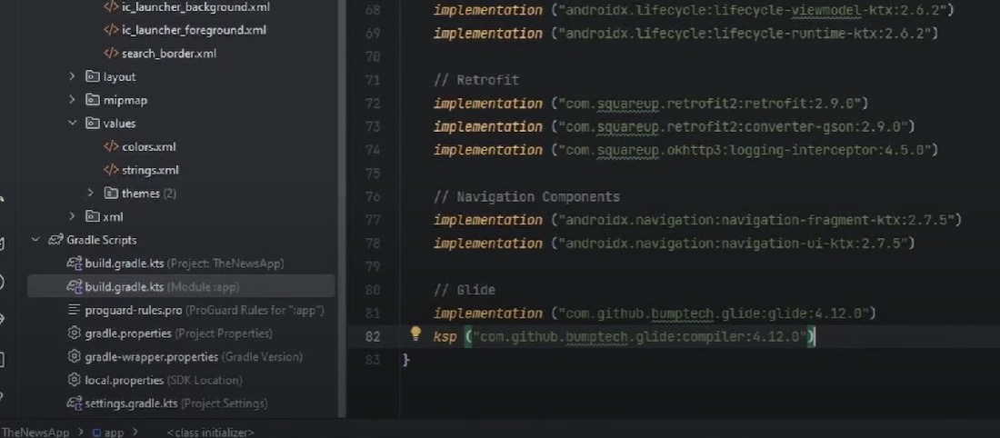 ic_launcher_background.xml
ic_launcher_foreground.xml
search_border.xml
layout
mipmap
values
colors.xml
strings.xml
themes (2)
xml
Gradle Scripts
build.gradle.kts (Project: TheNewsApp)
build.gradle.kts (Module :app)
proguard-rules.pro (ProGuard Rules for ":app")
gradle.properties (Project Properties)
gradle-wrapper.properties (Gradle Version)
local.properties (SDK Location)
settings.gradle.kts (Project Settings)
68 implementation ("androidx.lifecycle:lifecycle-viewmodel-ktx:2.6.2")
69 implementation ("androidx.lifecycle:lifecycle-runtime-ktx:2.6.2")
70
71 // Retrofit
72 implementation ("com.squareup.retrofit2:retrofit:2.9.0")
73 implementation ("com.squareup.retrofit2:converter-gson:2.9.0")
74 implementation ("com.squareup.okhttp3:logging-interceptor:4.5.0")
75
76 // Navigation Components
77 implementation ("androidx.navigation:navigation-fragment-ktx:2.7.5")
78 implementation ("androidx.navigation:navigation-ui-ktx:2.7.5")
79
80 // Glide
81 implementation ("com.github.bumptech.glide:glide:4.12.0")
82 ksp ("com.github.bumptech.glide:compiler:4.12.0")
83 }
TheNewsApp > app > <class initializer>